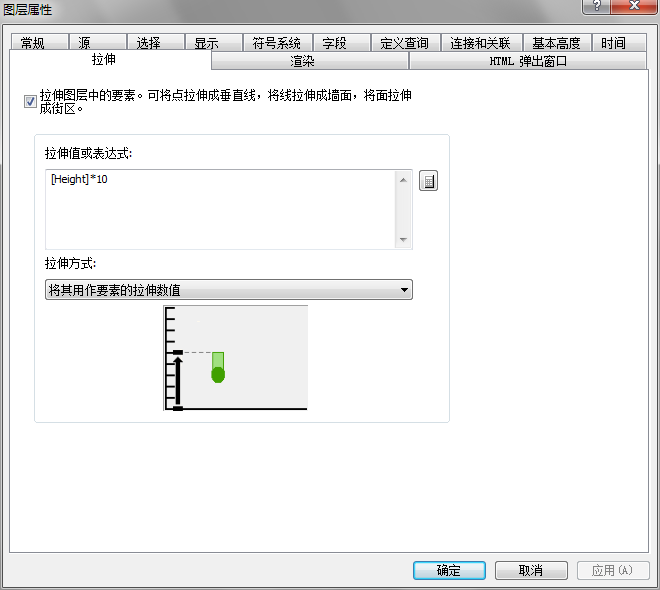 图层属性
?
常规 源 选择 显示 符号系统 字段 定义查询 连接和关联 基本高度 时间
拉伸 渲染 HTML 弹出窗口
拉伸图层中的要素。可将点拉伸成垂直线，将线拉伸成墙面，将面拉伸
成街区。
拉伸值或表达式:
[Height]*10
拉伸方式:
将其用作要素的拉伸数值
确定 取消 应用(A)